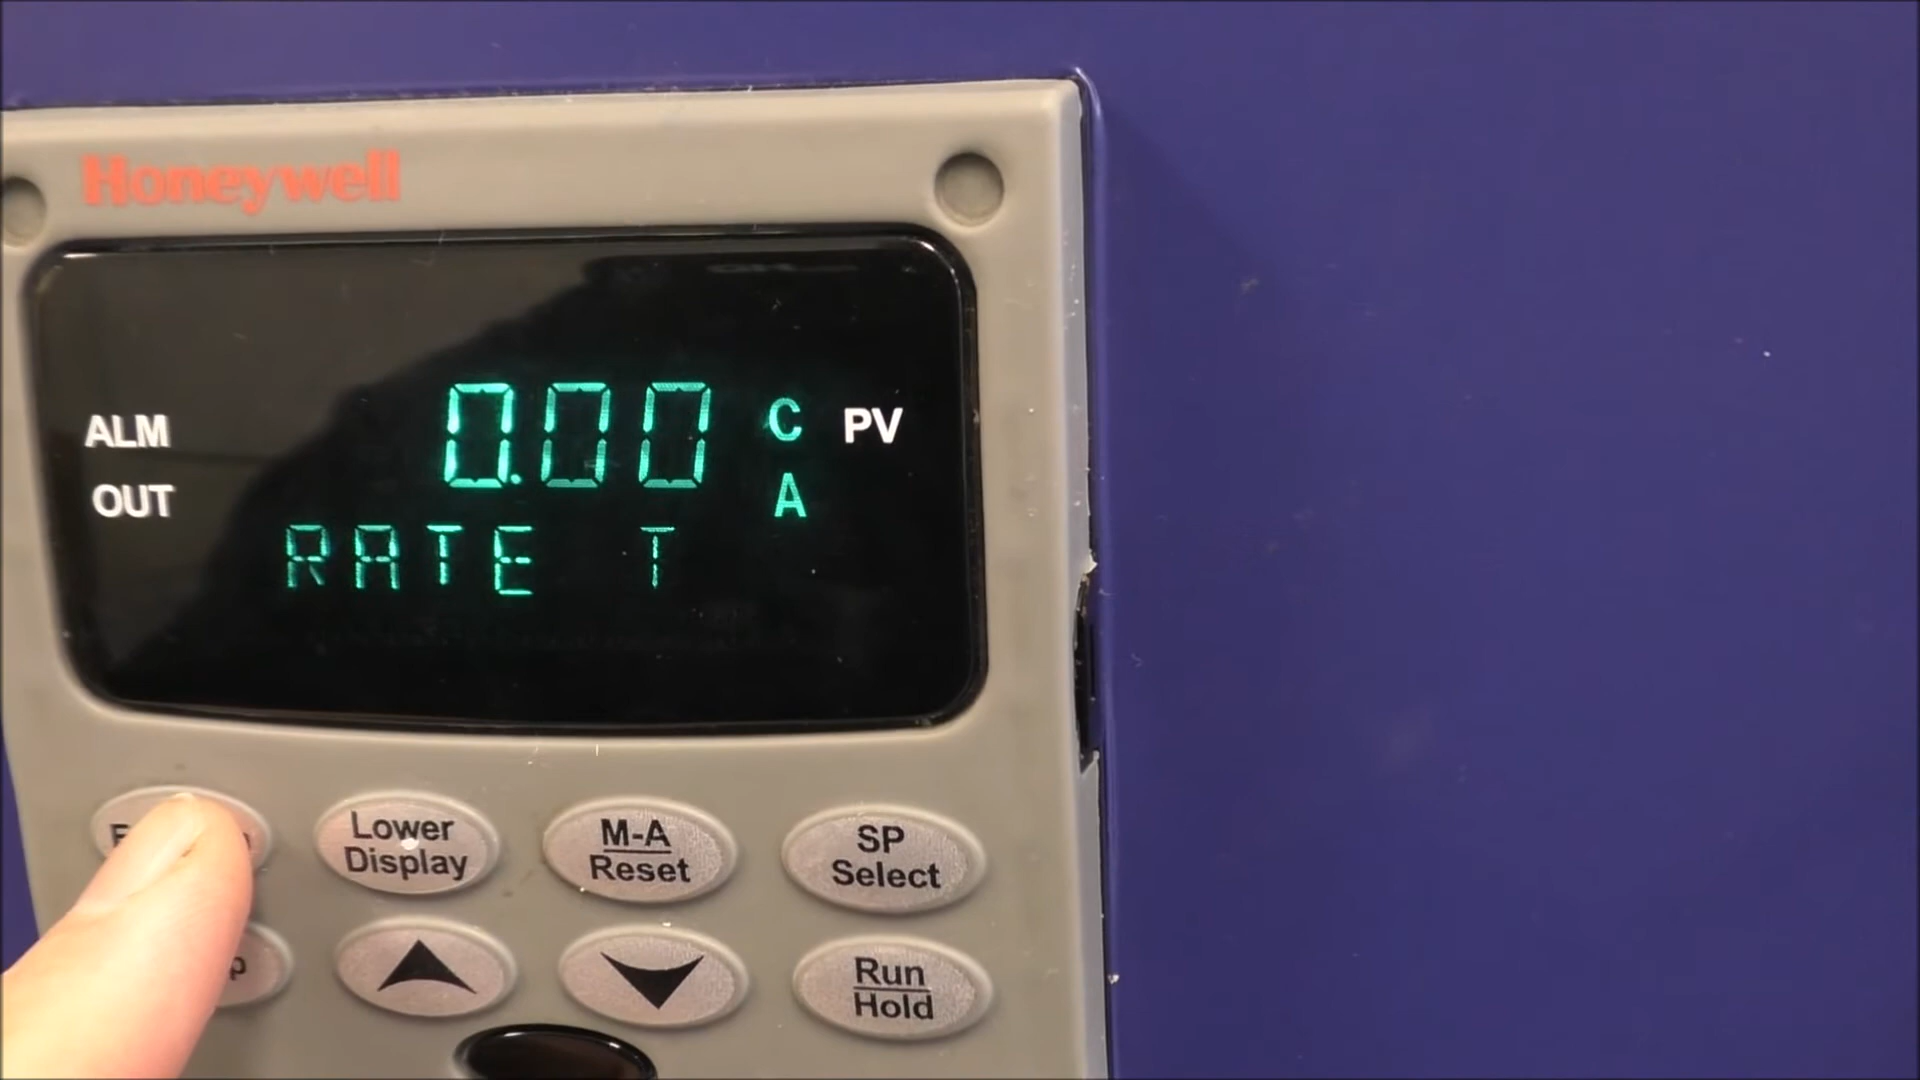 Honeywell
ALM
0.00 C PV
OUT
A
RATE T
Lower
Display
M-A
Reset
SP
Select
Run
Hold